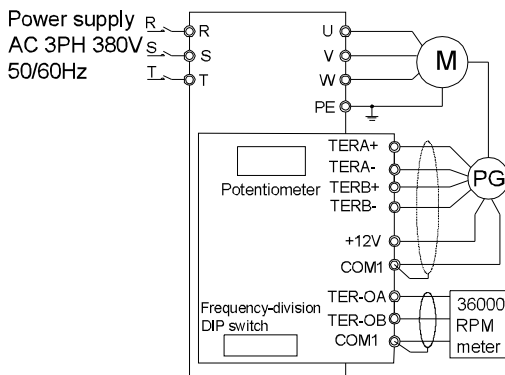 Power supply
AC 3PH 380V
50/60Hz
R
S
T
R
S
T
U
V
W
PE
M
TERA+
TERA-
TERB+
TERB-
PG
Potentiometer
+12V
COM1
Frequency-division
DIP switch
TER-OA
TER-OB
COM1
36000
RPM
meter